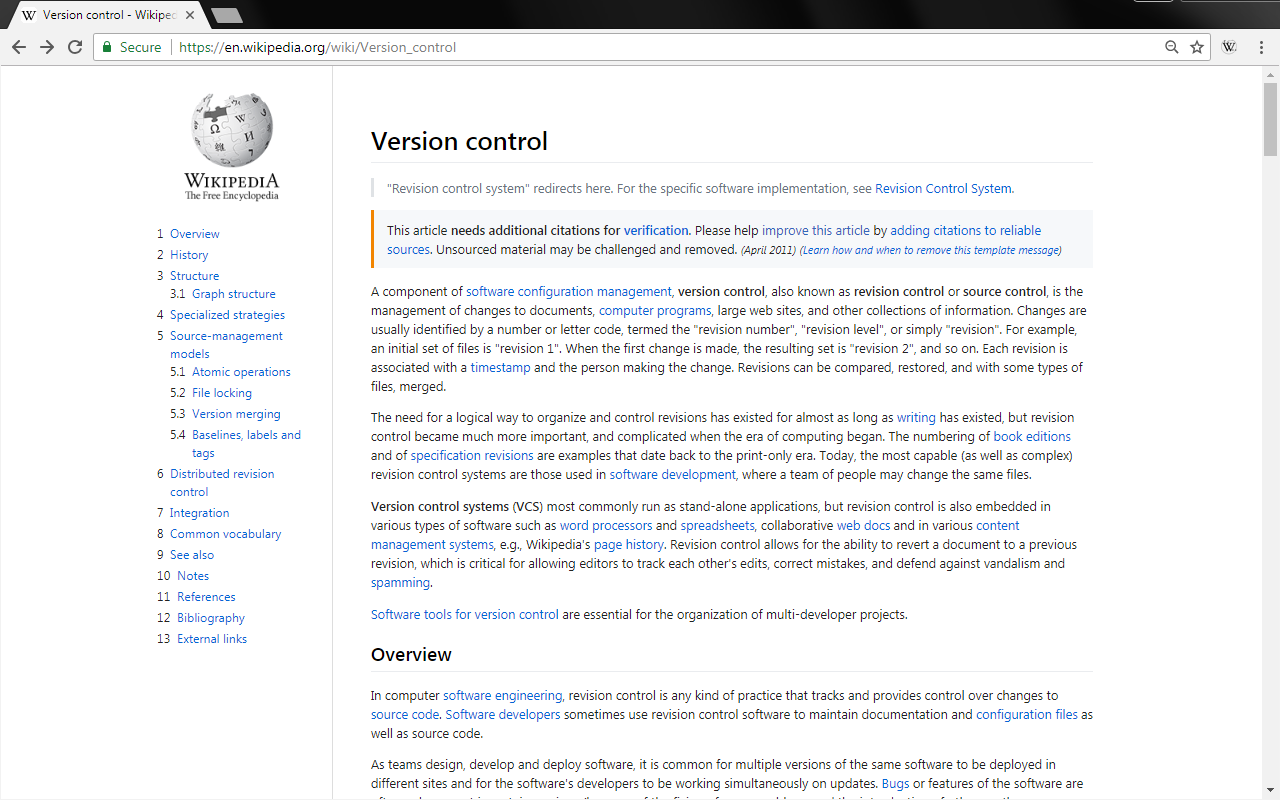 Version control - Wikiped
Secure
https://en.wikipedia.org/wiki/Version_control
WIKIPEDIA
The Free Encyclopedia
1 Overview
2 History
3 Structure
3.1 Graph structure
4 Specialized strategies
5 Source-management
models
5.1 Atomic operations
5.2 File locking
5.3 Version merging
5.4 Baselines, labels and
tags
6 Distributed revision
control
7 Integration
8 Common vocabulary
9 See also
10 Notes
11 References
12 Bibliography
13 External links
Version control
"Revision control system" redirects here. For the specific software implementation, see Revision Control System.
This article needs additional citations for verification. Please help improve this article by adding citations to reliable
sources. Unsourced material may be challenged and removed. (April 2011) (Learn how and when to remove this template message)
A component of software configuration management, version control, also known as revision control or source control, is the
management of changes to documents, computer programs, large web sites, and other collections of information. Changes are
usually identified by a number or letter code, termed the "revision number", "revision level", or simply "revision". For example,
an initial set of files is "revision 1". When the first change is made, the resulting set is "revision 2", and so on. Each revision is
associated with a timestamp and the person making the change. Revisions can be compared, restored, and with some types of
files, merged.
The need for a logical way to organize and control revisions has existed for almost as long as writing has existed, but revision
control became much more important, and complicated when the era of computing began. The numbering of book editions
and of specification revisions are examples that date back to the print-only era. Today, the most capable (as well as complex)
revision control systems are those used in software development, where a team of people may change the same files.
Version control systems (VCS) most commonly run as stand-alone applications, but revision control is also embedded in
various types of software such as word processors and spreadsheets, collaborative web docs and in various content
management systems, e.g., Wikipedia's page history. Revision control allows for the ability to revert a document to a previous
revision, which is critical for allowing editors to track each other's edits, correct mistakes, and defend against vandalism and
spamming.
Software tools for version control are essential for the organization of multi-developer projects.
Overview
In computer software engineering, revision control is any kind of practice that tracks and provides control over changes to
source code. Software developers sometimes use revision control software to maintain documentation and configuration files as
well as source code.
As teams design, develop and deploy software, it is common for multiple versions of the same software to be deployed in
different sites and for the software's developers to be working simultaneously on updates. Bugs or features of the software are